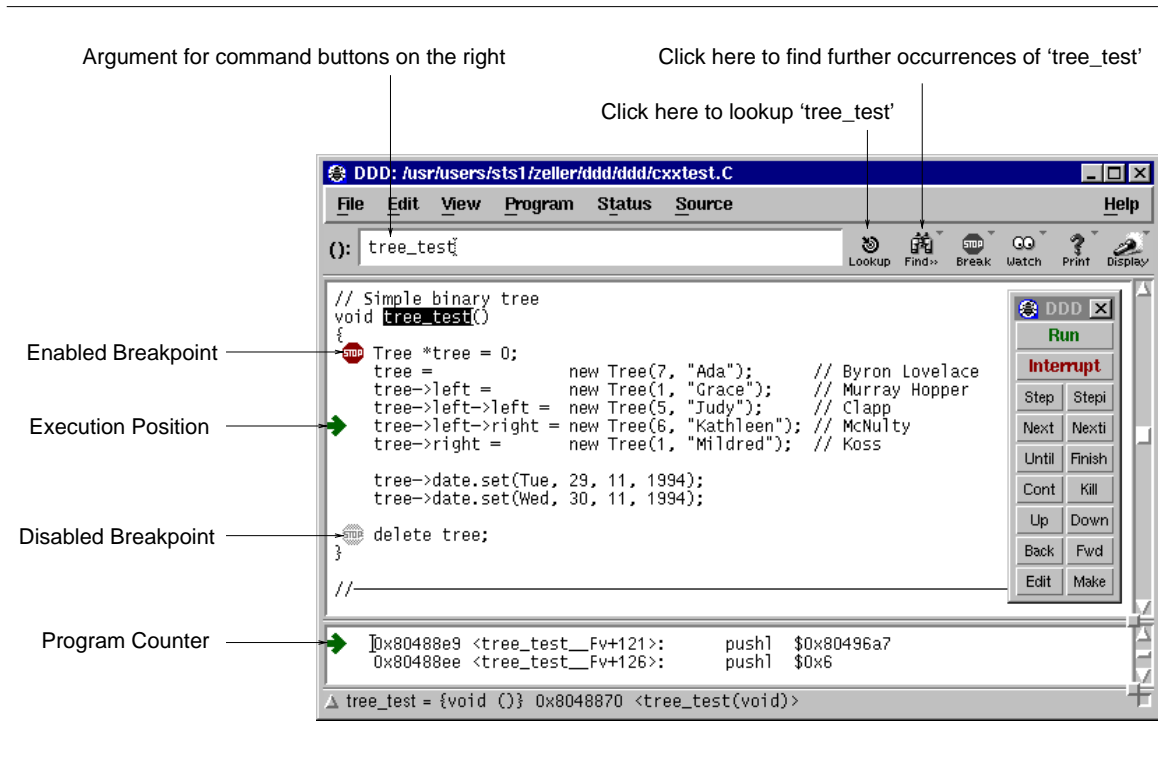 Argument for command buttons on the right
Click here to find further occurrences of ‘tree_test’
Click here to lookup ‘tree_test’
DDD: /usr/users/sts1/zeller/ddd/ddd/cxxtest.C
File Edit View Program Status Source Help
(): tree_test
Lookup Find» Break Watch Print Display
STOP
// Simple binary tree
void tree_test()
{
Enabled Breakpoint
STOP Tree *tree = 0;
tree = new Tree(7, "Ada"); // Byron Lovelace
tree->left = new Tree(1, "Grace"); // Murray Hopper
tree->left->left = new Tree(5, "Judy"); // Clapp
Execution Position
tree->left->right = new Tree(6, "Kathleen"); // McNulty
tree->right = new Tree(1, "Mildred"); // Koss
tree->date.set(Tue, 29, 11, 1994);
tree->date.set(Wed, 30, 11, 1994);
Disabled Breakpoint
STOP delete tree;
}
//
DDD
Run
Interrupt
Step Stepi
Next Nexti
Until Finish
Cont Kill
Up Down
Back Fwd
Edit Make
Program Counter
0x80488e9 <tree_test__Fv+121>: pushl $0x80496a7
0x80488ee <tree_test__Fv+126>: pushl $0x6
tree_test = {void ()} 0x8048870 <tree_test(void)>